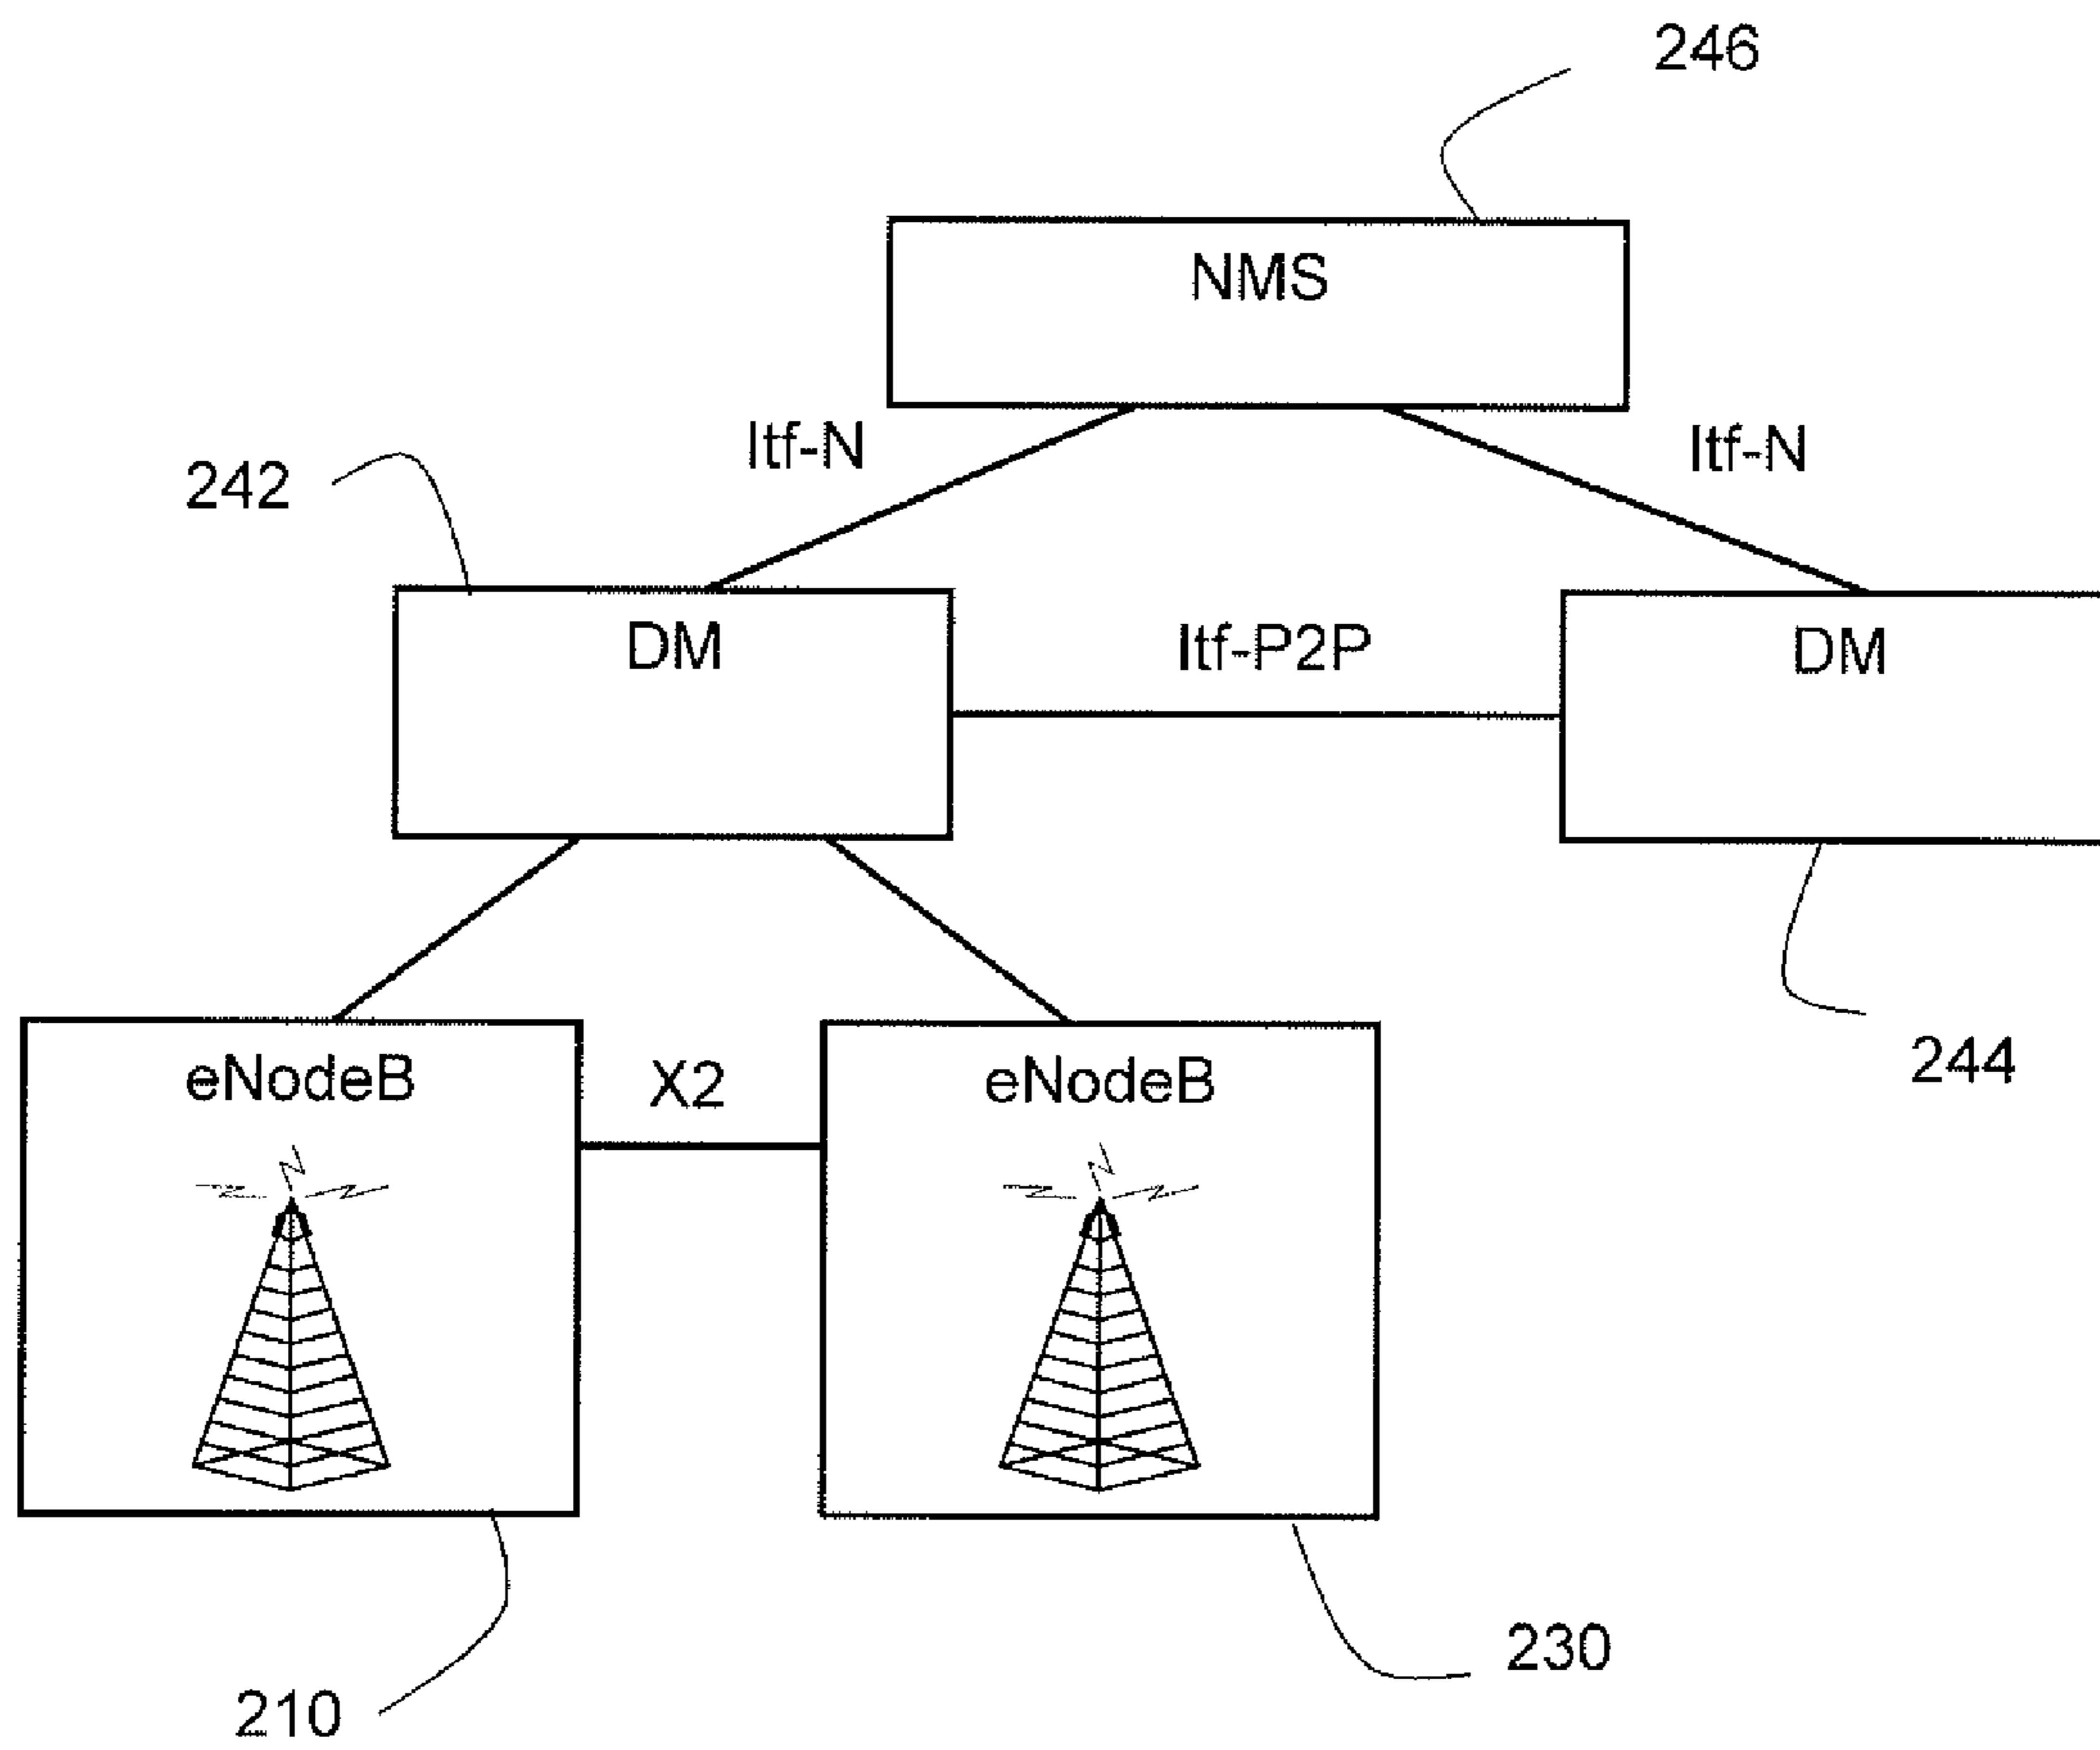 246
NMS
Itf-N
Itf-N
242
DM
Itf-P2P
DM
244
eNodeB
X2
eNodeB
230
210